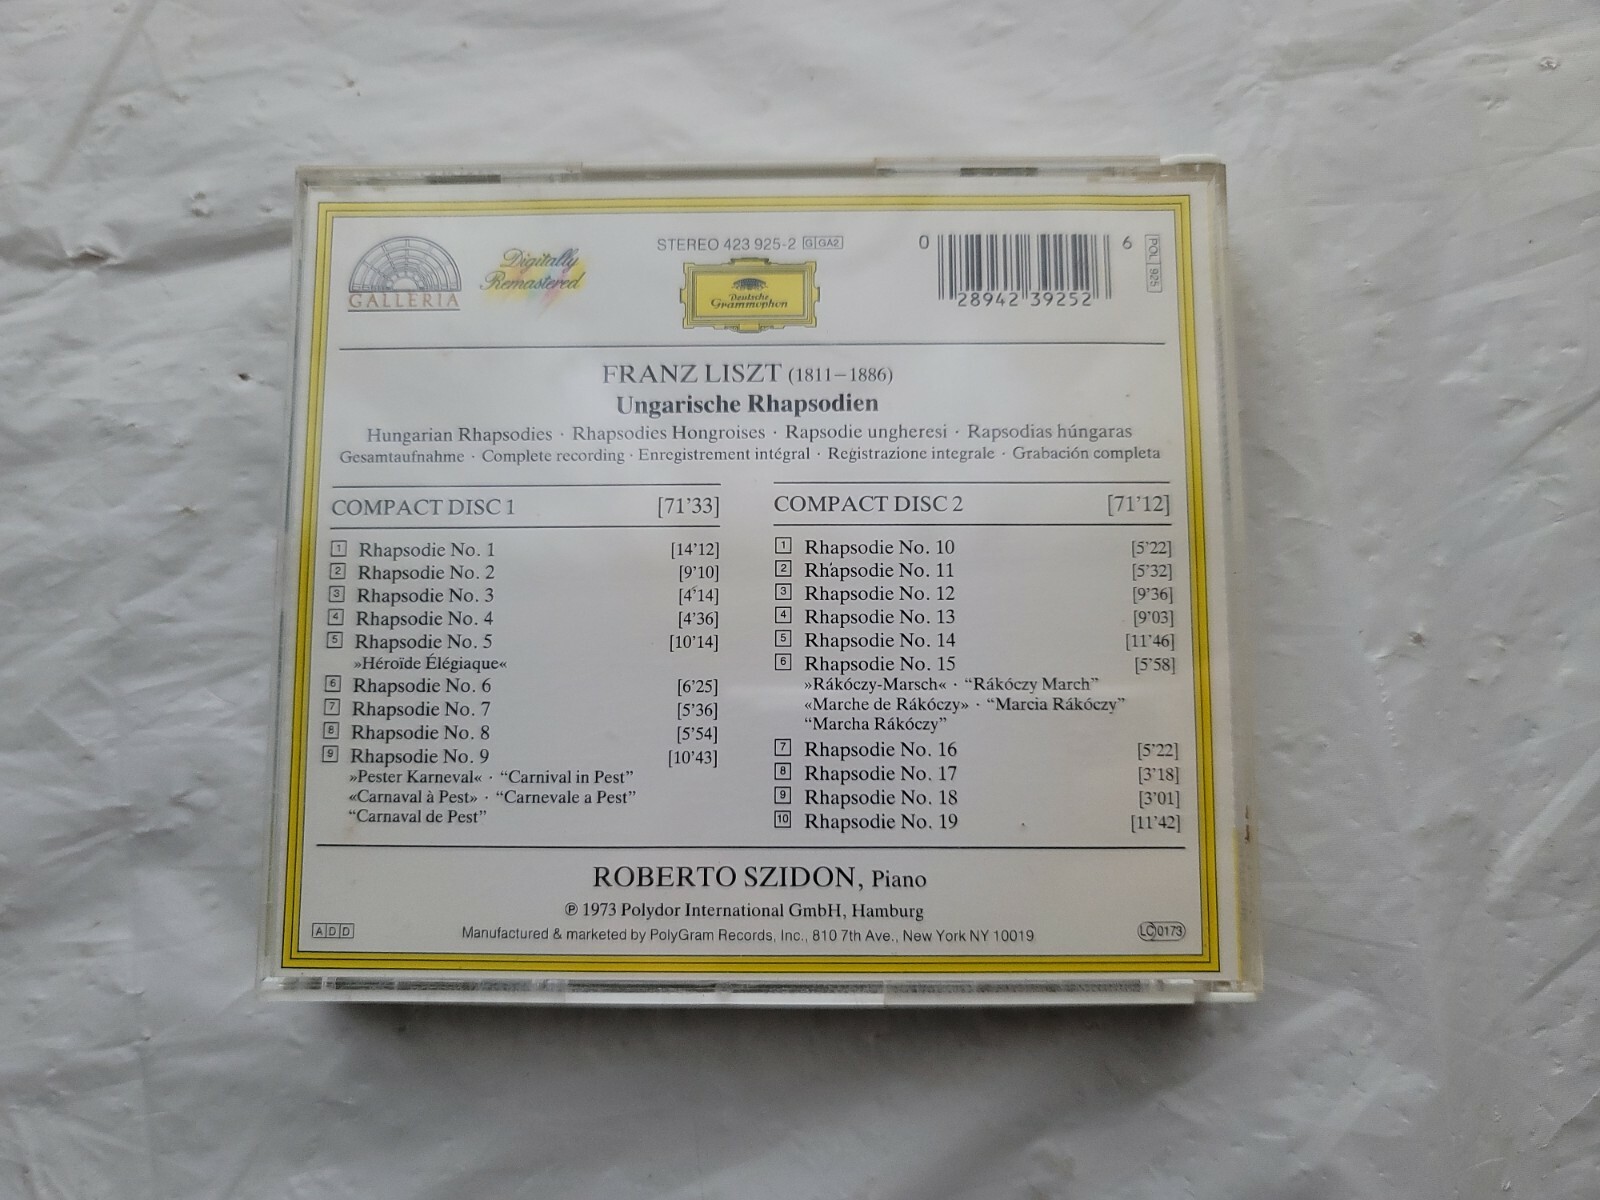 GALLERIA
Digitally
Remastered
STEREO 423 925-2 G GA2
Deutsche
Grammophon
0 28942 39252 6
POL 925
FRANZ LISZT (1811–1886)
Ungarische Rhapsodien
Hungarian Rhapsodies · Rhapsodies Hongroises · Rapsodie ungheresi · Rapsodias húngaras
Gesamtaufnahme · Complete recording · Enregistrement intégral · Registrazione integrale · Grabación completa
COMPACT DISC 1 [71'33]
1 Rhapsodie No. 1 [14'12]
2 Rhapsodie No. 2 [9'10]
3 Rhapsodie No. 3 [4'14]
4 Rhapsodie No. 4 [4'36]
5 Rhapsodie No. 5 [10'14]
»Héroïde Élégiaque«
6 Rhapsodie No. 6 [6'25]
7 Rhapsodie No. 7 [5'36]
8 Rhapsodie No. 8 [5'54]
9 Rhapsodie No. 9 [10'43]
»Pester Karneval« · “Carnival in Pest”
«Carnaval à Pest» · “Carnevale a Pest”
“Carnaval de Pest”
COMPACT DISC 2 [71'12]
1 Rhapsodie No. 10 [5'22]
2 Rhapsodie No. 11 [5'32]
3 Rhapsodie No. 12 [9'36]
4 Rhapsodie No. 13 [9'03]
5 Rhapsodie No. 14 [11'46]
6 Rhapsodie No. 15 [5'58]
»Rákóczy-Marsch« · “Rákóczy March”
«Marche de Rákóczy» · “Marcia Rákóczy”
“Marcha Rákóczy”
7 Rhapsodie No. 16 [5'22]
8 Rhapsodie No. 17 [3'18]
9 Rhapsodie No. 18 [3'01]
10 Rhapsodie No. 19 [11'42]
ROBERTO SZIDON, Piano
℗ 1973 Polydor International GmbH, Hamburg
ADD
Manufactured & marketed by PolyGram Records, Inc., 810 7th Ave., New York NY 10019
LC 0173